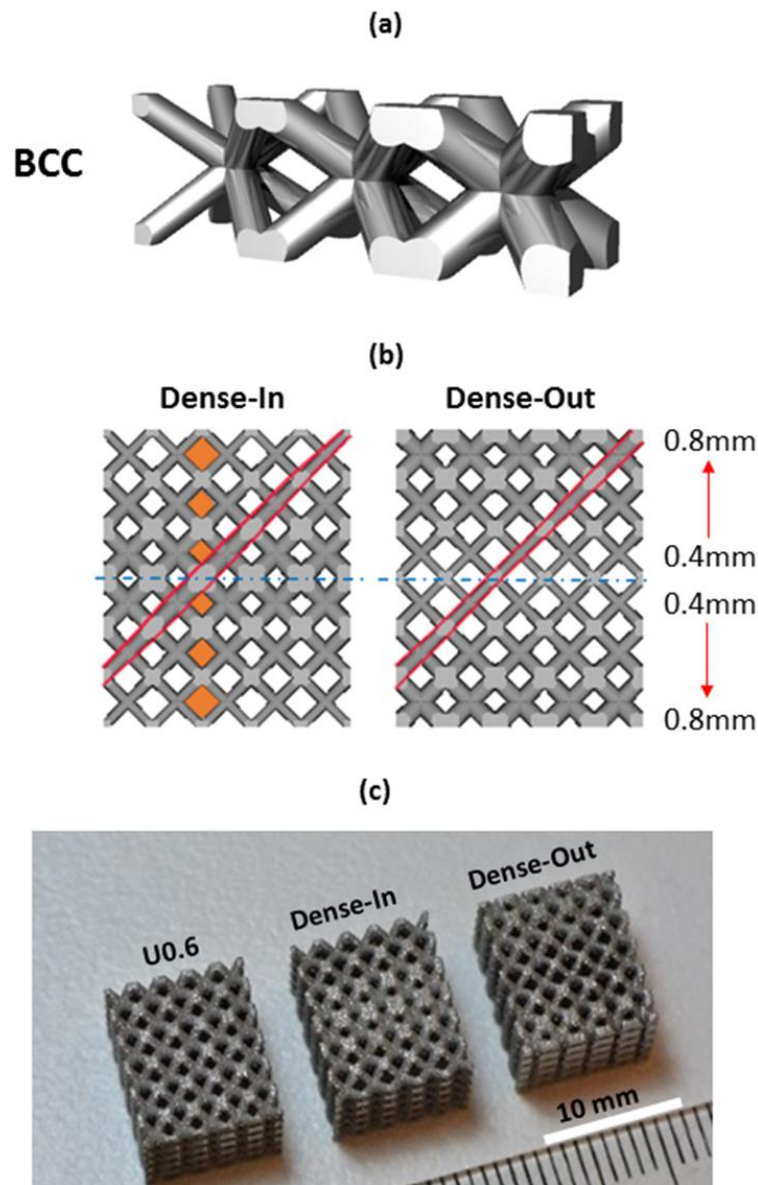 (a)
BCC
(b)
Dense-In
Dense-Out
0.8mm
0.4mm
0.4mm
0.8mm
(c)
U0.6
Dense-In
Dense-Out
10 mm